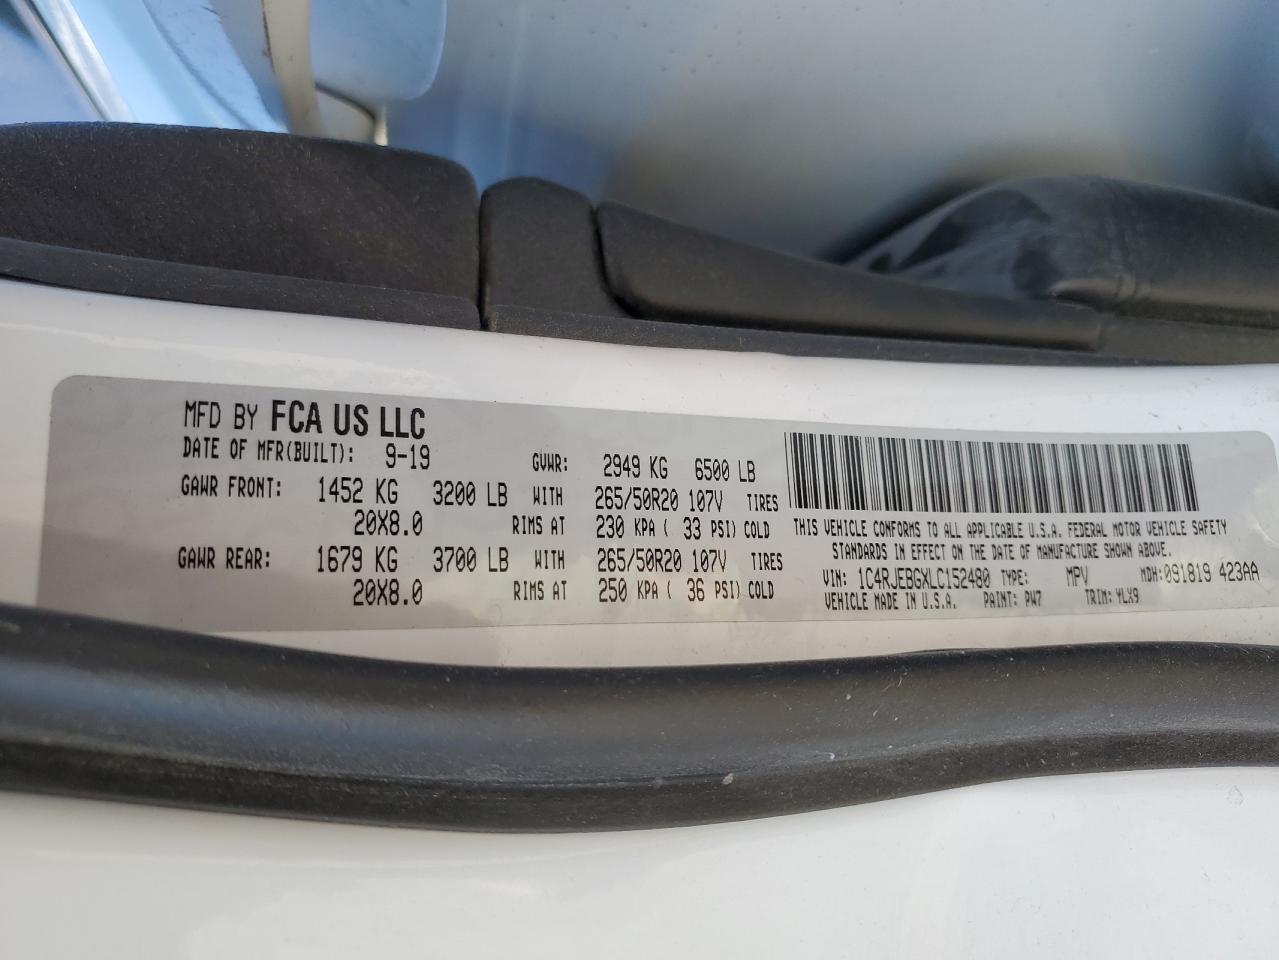 MFD BY FCA US LLC
DATE OF MFR(BUILT): 9-19 GVWR: 2949 KG 6500 LB
GAWR FRONT: 1452 KG 3200 LB WITH 265/50R20 107V TIRES
20X8.0 RIMS AT 230 KPA ( 33 PSI) COLD
GAWR REAR: 1679 KG 3700 LB WITH 265/50R20 107V TIRES
20X8.0 RIMS AT 250 KPA ( 36 PSI) COLD
THIS VEHICLE CONFORMS TO ALL APPLICABLE U.S.A. FEDERAL MOTOR VEHICLE SAFETY
STANDARDS IN EFFECT ON THE DATE OF MANUFACTURE SHOWN ABOVE.
VIN: 1C4RJEBGXLC152480 TYPE: MPV MDH:091819 423AA
VEHICLE MADE IN U.S.A. PAINT: PW7 TRIM: YLX9